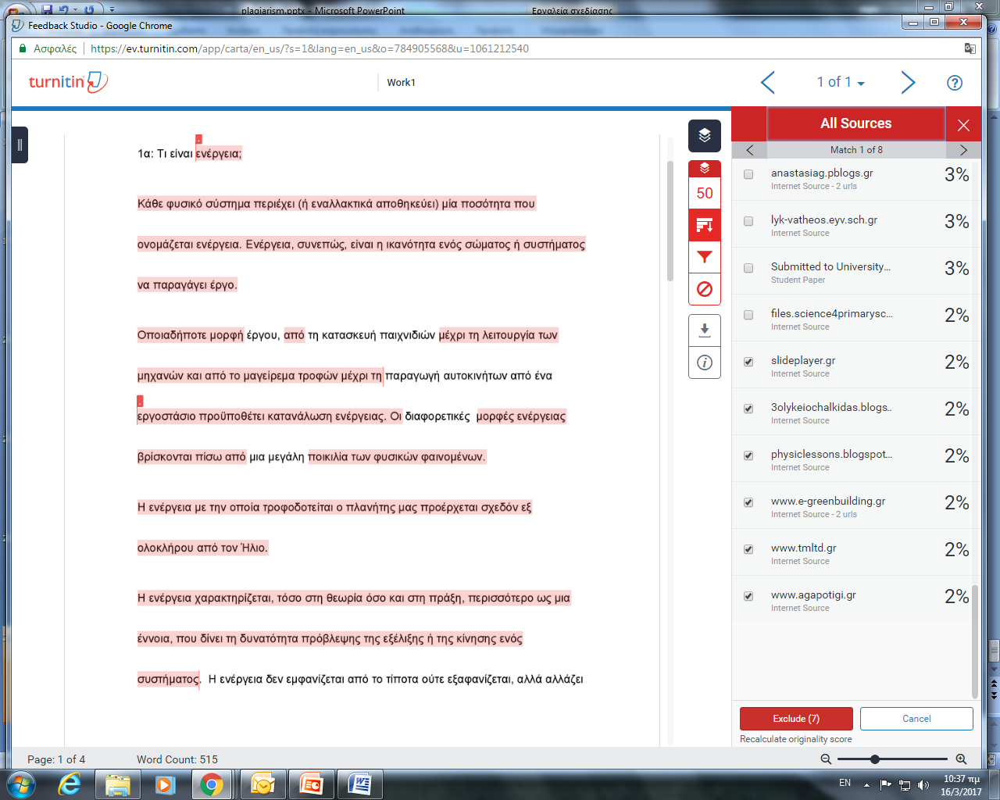 plagiarism.pptx - Microsoft PowerPoint
Εργαλεία σχεδίασης
Feedback Studio - Google Chrome
Ασφαλές
https://ev.turnitin.com/app/carta/en_us/?s=1&lang=en_us&o=784905568&u=1061212540
turnitin
Work1
1 of 1
?
1α: Τι είναι ενέργεια;
Κάθε φυσικό σύστημα περιέχει (ή εναλλακτικά αποθηκεύει) μία ποσότητα που
ονομάζεται ενέργεια. Ενέργεια, συνεπώς, είναι η ικανότητα ενός σώματος ή συστήματος
να παραγάγει έργο.
Οποιαδήποτε μορφή έργου, από τη κατασκευή παιχνιδιών μέχρι τη λειτουργία των
μηχανών και από το μαγείρεμα τροφών μέχρι τη παραγωγή αυτοκινήτων από ένα
εργοστάσιο προϋποθέτει κατανάλωση ενέργειας. Οι διαφορετικές μορφές ενέργειας
βρίσκονται πίσω από μια μεγάλη ποικιλία των φυσικών φαινομένων.
Η ενέργεια με την οποία τροφοδοτείται ο πλανήτης μας προέρχεται σχεδόν εξ
ολοκλήρου από τον Ήλιο.
Η ενέργεια χαρακτηρίζεται, τόσο στη θεωρία όσο και στη πράξη, περισσότερο ως μια
έννοια, που δίνει τη δυνατότητα πρόβλεψης της εξέλιξης ή της κίνησης ενός
συστήματος. Η ενέργεια δεν εμφανίζεται από το τίποτα ούτε εξαφανίζεται, αλλά αλλάζει
50
All Sources
Match 1 of 8
anastasiag.pblogs.gr 3%
Internet Source - 2 urls
lyk-vatheos.eyv.sch.gr 3%
Internet Source
Submitted to University... 3%
Student Paper
files.science4primarysc... 2%
Internet Source
slideplayer.gr 2%
Internet Source
3olykeiochalkidas.blogs.. 2%
Internet Source
physiclessons.blogspot... 2%
Internet Source
www.e-greenbuilding.gr 2%
Internet Source - 2 urls
www.tmltd.gr 2%
Internet Source
www.agapotigi.gr 2%
Internet Source
Exclude (7)
Cancel
Recalculate originality score
Page: 1 of 4
Word Count: 515
EN
10:37 πμ
16/3/2017